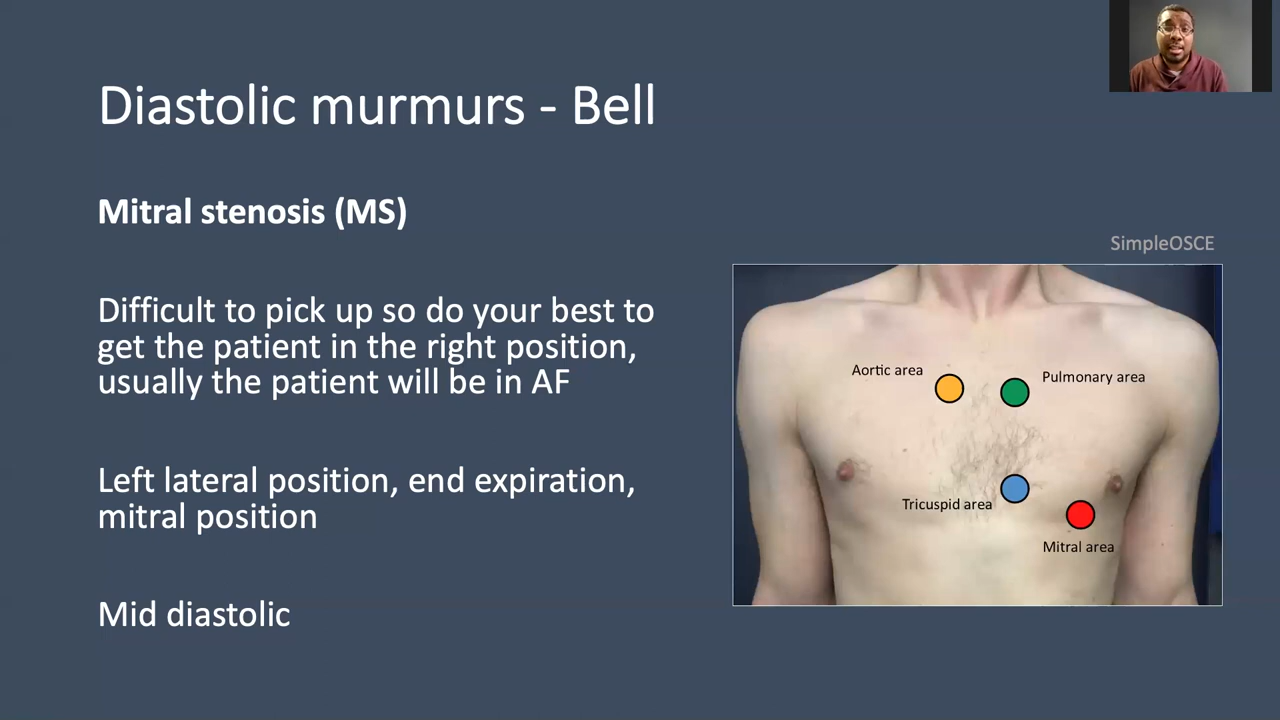 Diastolic murmurs - Bell
Mitral stenosis (MS)
Difficult to pick up so do your best to
get the patient in the right position,
usually the patient will be in AF
Left lateral position, end expiration,
mitral position
Mid diastolic
SimpleOSCE
Aortic area
Pulmonary area
Tricuspid area
Mitral area